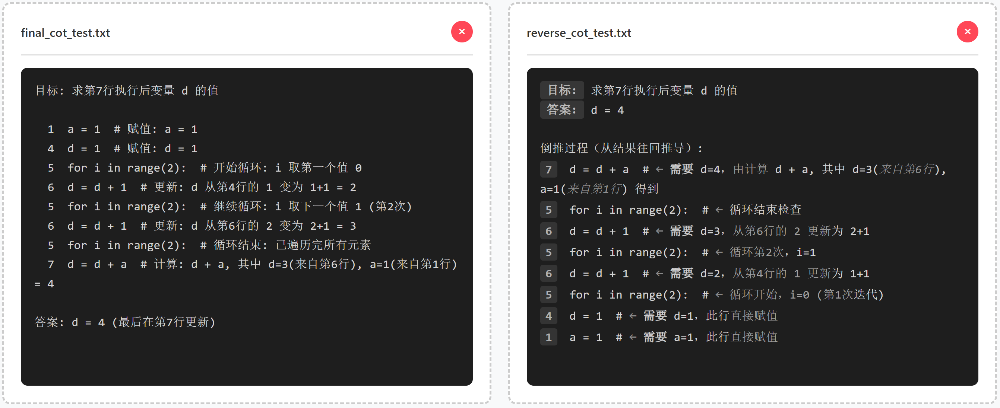 final_cot_test.txt
×
目标: 求第7行执行后变量 d 的值
1 a = 1 # 赋值: a = 1
4 d = 1 # 赋值: d = 1
5 for i in range(2): # 开始循环: i 取第一个值 0
6 d = d + 1 # 更新: d 从第4行的 1 变为 1+1 = 2
5 for i in range(2): # 继续循环: i 取下一个值 1 (第2次)
6 d = d + 1 # 更新: d 从第6行的 2 变为 2+1 = 3
5 for i in range(2): # 循环结束: 已遍历完所有元素
7 d = d + a # 计算: d + a, 其中 d=3(来自第6行), a=1(来自第1行)
= 4
答案: d = 4 (最后在第7行更新)
reverse_cot_test.txt
×
目标: 求第7行执行后变量 d 的值
答案: d = 4
倒推过程（从结果往回推导）:
7 d = d + a # ← 需要 d=4，由计算 d + a, 其中 d=3(来自第6行),
a=1(来自第1行) 得到
5 for i in range(2): # ← 循环结束检查
6 d = d + 1 # ← 需要 d=3，从第6行的 2 更新为 2+1
5 for i in range(2): # ← 循环第2次，i=1
6 d = d + 1 # ← 需要 d=2，从第4行的 1 更新为 1+1
5 for i in range(2): # ← 循环开始，i=0 (第1次迭代)
4 d = 1 # ← 需要 d=1，此行直接赋值
1 a = 1 # ← 需要 a=1，此行直接赋值